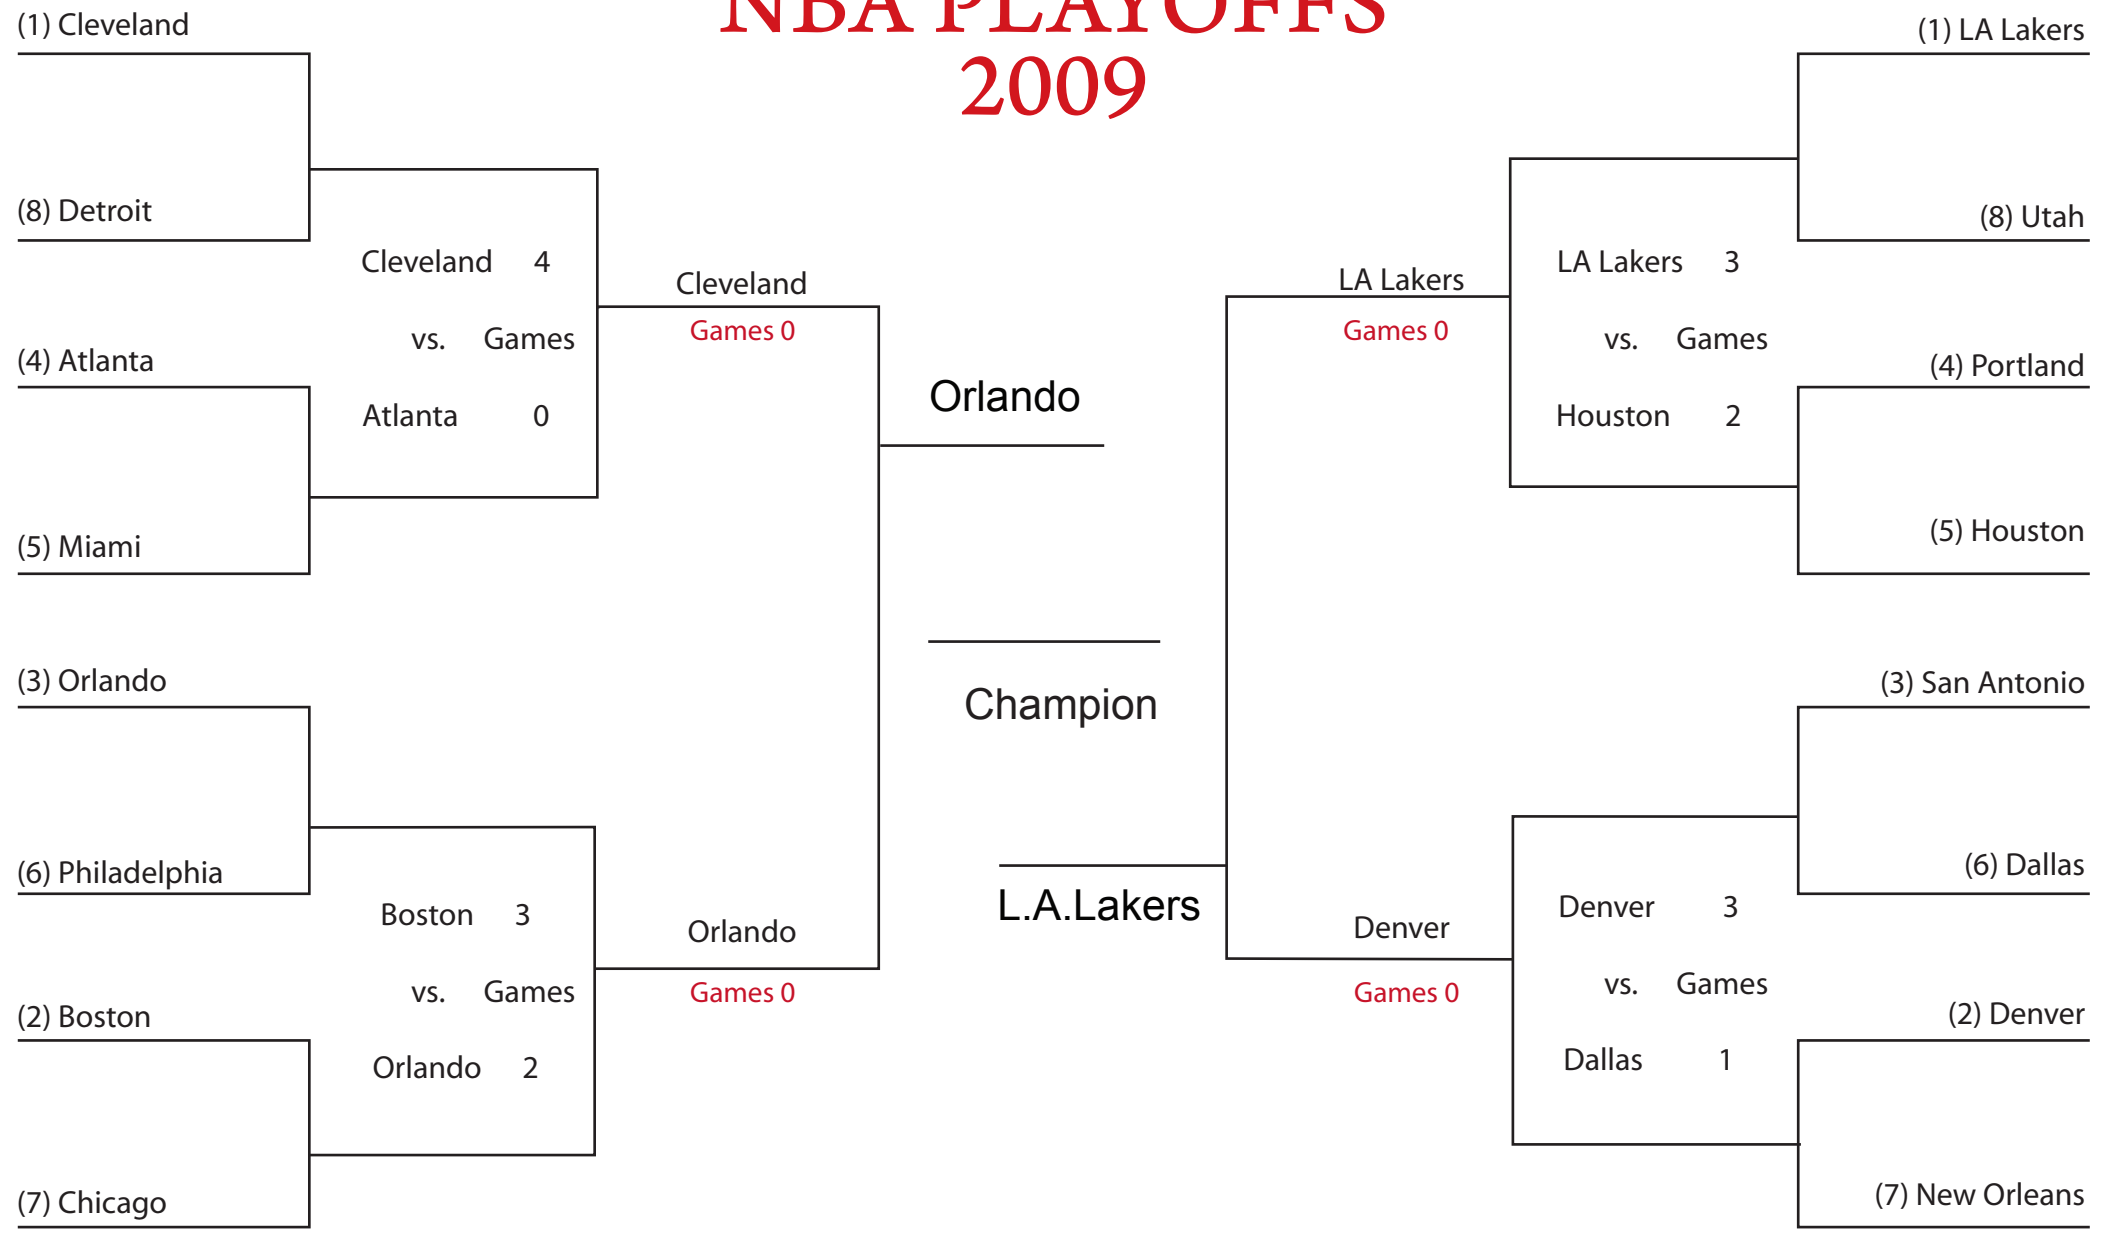 NBA PLAYOFFS
2009
(1) Cleveland
(8) Detroit
(4) Atlanta
(5) Miami
(3) Orlando
(6) Philadelphia
(2) Boston
(7) Chicago
Cleveland 4
vs. Games
Atlanta 0
Boston 3
vs. Games
Orlando 2
Cleveland
Games 0
Orlando
Games 0
Orlando
Champion
L.A.Lakers
LA Lakers
Games 0
Denver
Games 0
LA Lakers 3
vs. Games
Houston 2
Denver 3
vs. Games
Dallas 1
(1) LA Lakers
(8) Utah
(4) Portland
(5) Houston
(3) San Antonio
(6) Dallas
(2) Denver
(7) New Orleans